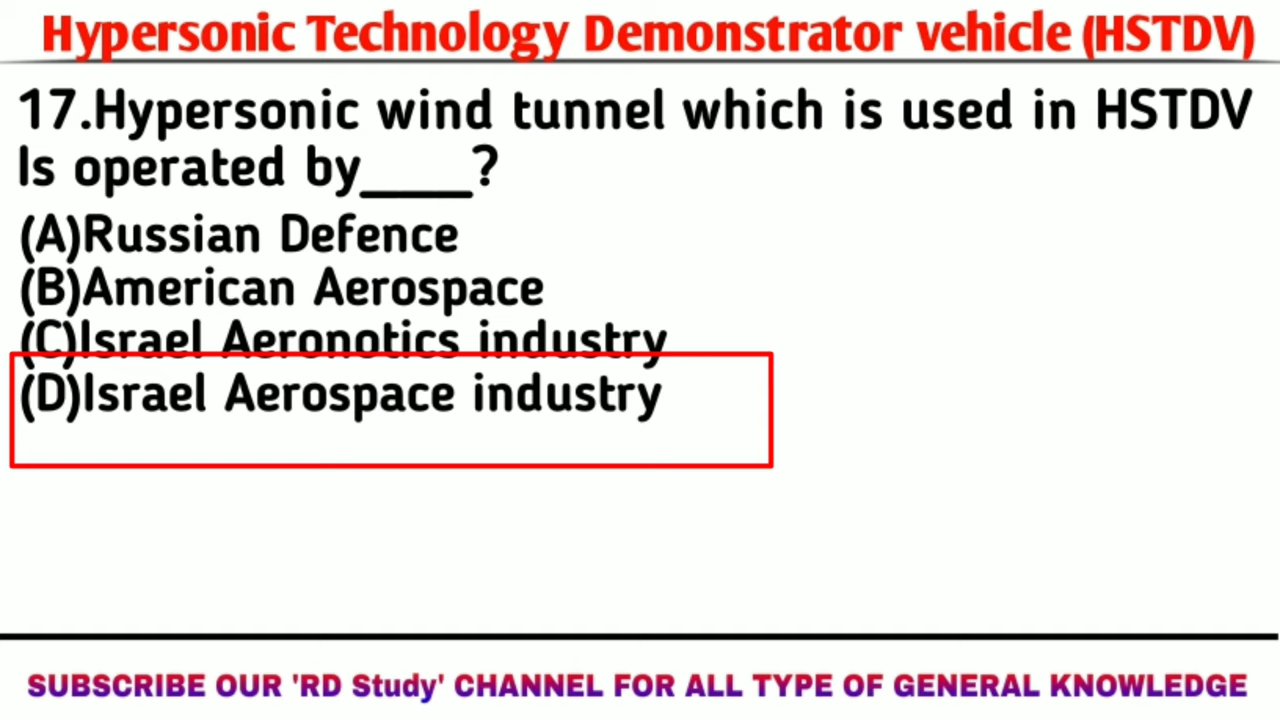 Hypersonic Technology Demonstrator vehicle (HSTDV)
17.Hypersonic wind tunnel which is used in HSTDV
Is operated by____?
(A)Russian Defence
(B)American Aerospace
(C)Israel Aeronotics industry
(D)Israel Aerospace industry
SUBSCRIBE OUR 'RD Study' CHANNEL FOR ALL TYPE OF GENERAL KNOWLEDGE